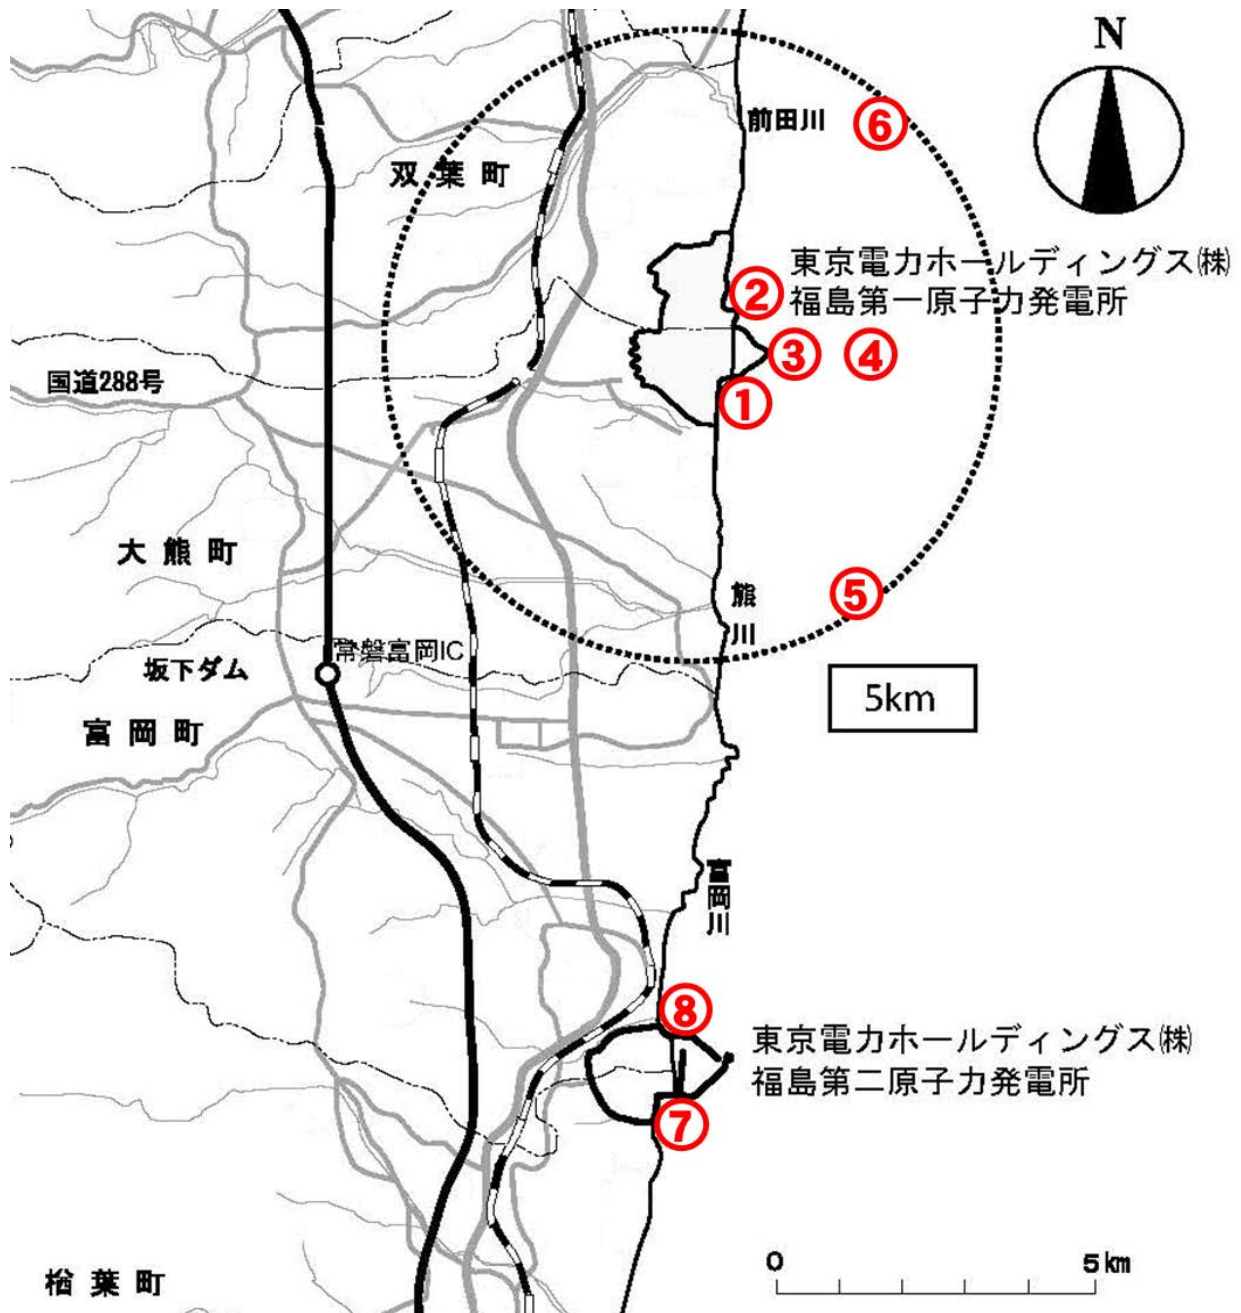 N
前田川
⑥
双葉町
東京電力ホールディングス㈱
福島第一原子力発電所
②
③
④
国道288号
①
大熊町
熊川
⑤
常磐富岡IC
坂下ダム
5km
富岡町
富岡川
⑧
東京電力ホールディングス㈱
福島第二原子力発電所
⑦
0
5km
楢葉町